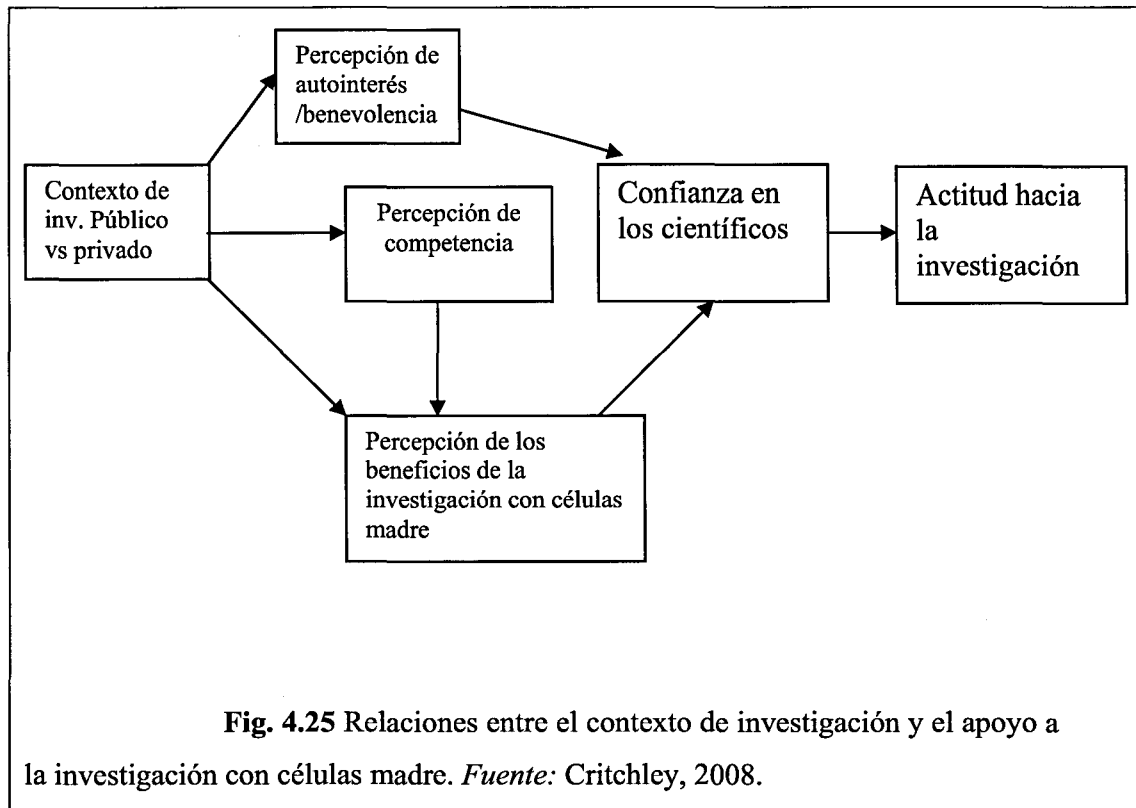 Percepción de
autointerés
/benevolencia
Contexto de
inv. Público
vs privado
Percepción de
competencia
Confianza en
los científicos
Actitud hacia
la
investigación
Percepción de los
beneficios de la
investigación con células
madre
Fig. 4.25 Relaciones entre el contexto de investigación y el apoyo a
la investigación con células madre. Fuente: Critchley, 2008.